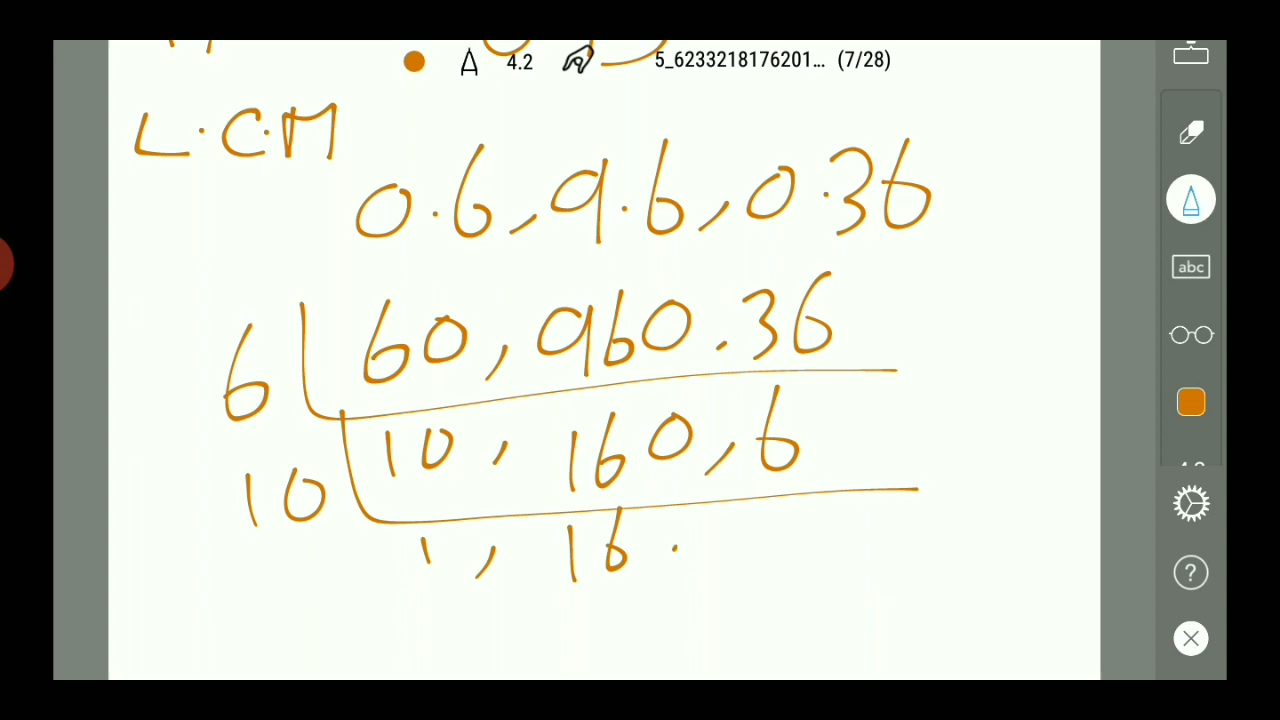 4.2 5_6233218176201... (7/28)
L.C.M
0.6, 9.6, 0.36
abc
6 60, 960.36
10 10, 160, 6
1, 16 .
?